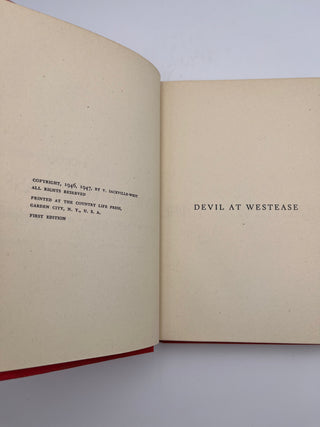 COPYRIGHT, 1946, 1947, BY V. SACKVILLE-WEST
ALL RIGHTS RESERVED
PRINTED AT THE COUNTRY LIFE PRESS,
GARDEN CITY, N. Y., U. S. A.
FIRST EDITION
DEVIL AT WESTEASE